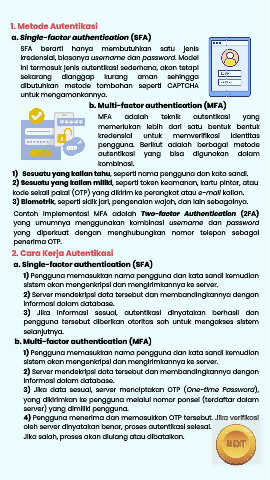 1. Metode Autentikasi
a. Single-factor authentication (SFA)
SFA berarti hanya membutuhkan satu jenis
kredensial, biasanya username dan password. Model
ini termasuk jenis autentikasi sederhana, akan tetapi
sekarang dianggap kurang aman sehingga
dibutuhkan metode tambahan seperti CAPTCHA
untuk mengamankannya.
b. Multi-factor authentication (MFA)
MFA adalah teknik autentikasi yang
memerlukan lebih dari satu bentuk bentuk
kredensial untuk memverifikasi identitas
pengguna. Berikut adalah berbagai metode
autentikasi yang bisa digunakan dalam
kombinasi.
1) Sesuatu yang kalian tahu, seperti nama pengguna dan kata sandi.
2) Sesuatu yang kalian miliki, seperti token keamanan, kartu pintar, atau
kode sekali pakai (OTP) yang dikirim ke perangkat atau e-mail kalian.
3) Biometrik, seperti sidik jari, pengenalan wajah, dan lain sebagainya.
Contoh implementasi MFA adalah Two-factor Authentication (2FA)
yang umumnya menggunakan kombinasi username dan password
yang diperkuat dengan menghubungkan nomor telepon sebagai
penerima OTP.
2. Cara Kerja Autentikasi
a. Single-factor authentication (SFA)
1) Pengguna memasukkan nama pengguna dan kata sandi kemudian
sistem akan mengenkripsi dan mengirimkannya ke server.
2) Server mendekripsi data tersebut dan membandingkannya dengan
informasi dalam database.
3) Jika informasi sesuai, autentikasi dinyatakan berhasil dan
pengguna tersebut diberikan otoritas sah untuk mengakses sistem
selanjutnya.
b. Multi-factor authentication (MFA)
1) Pengguna memasukkan nama pengguna dan kata sandi kemudian
sistem akan mengenkripsi dan mengirimkannya ke server.
2) Server mendekripsi data tersebut dan membandingkannya dengan
informasi dalam database.
3) Jika data sesuai, server menciptakan OTP (One-time Password),
yang dikirimkan ke pengguna melalui nomor ponsel (terdaftar dalam
server) yang dimiliki pengguna.
4) Pengguna menerima dan memasukkan OTP tersebut. Jika verifikasi
oleh server dinyatakan benar, proses autentikasi selesai.
Jika salah, proses akan diulang atau dibatalkan.
NEXT